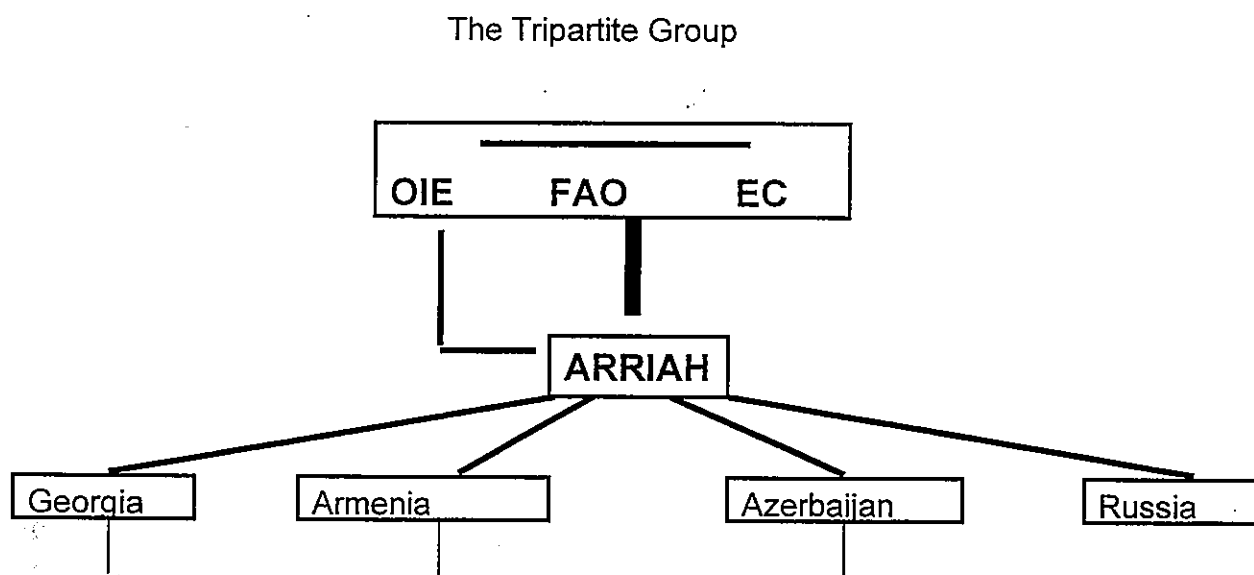 The Tripartite Group
OIE FAO EC
ARRIAH
Georgia Armenia Azerbaijan Russia